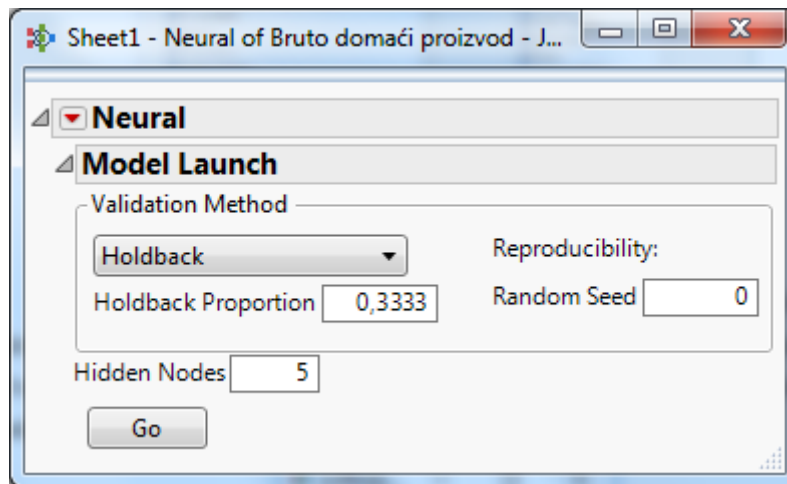 Sheet1 - Neural of Bruto domaći proizvod - J...
Neural
Model Launch
Validation Method
Holdback
Reproducibility:
Holdback Proportion 0,3333
Random Seed 0
Hidden Nodes 5
Go